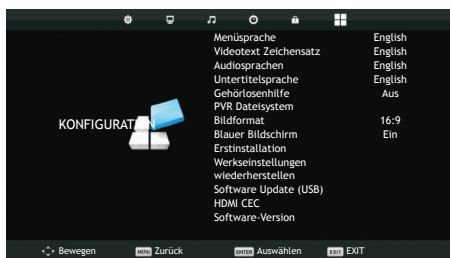 Menüsprache English
Videotext Zeichensatz English
Audiosprachen English
Untertitelsprache English
Gehörlosenhilfe Aus
PVR Dateisystem
Bildformat 16:9
Blauer Bildschirm Ein
Erstinstallation
Werkseinstellungen
wiederherstellen
Software Update (USB)
HDMI CEC
Software-Version
KONFIGURATION
Bewegen MENU Zurück ENTER Auswählen EXIT EXIT